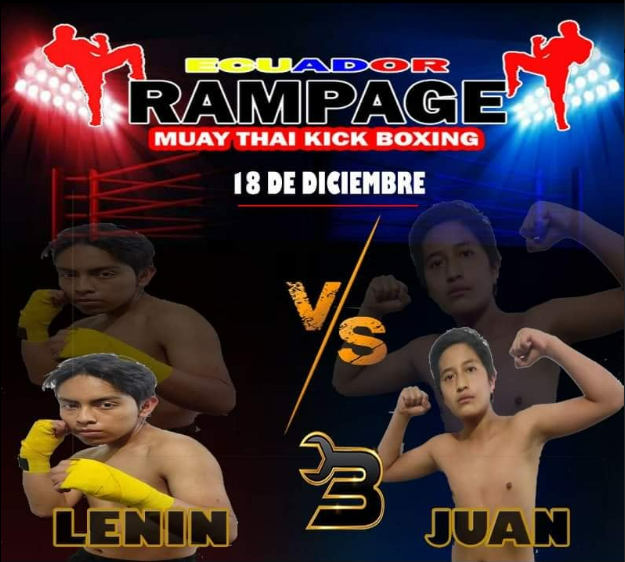 ECUADOR
RAMPAGE
MUAY THAI KICK BOXING
18 DE DICIEMBRE
VS
B
LENIN
JUAN